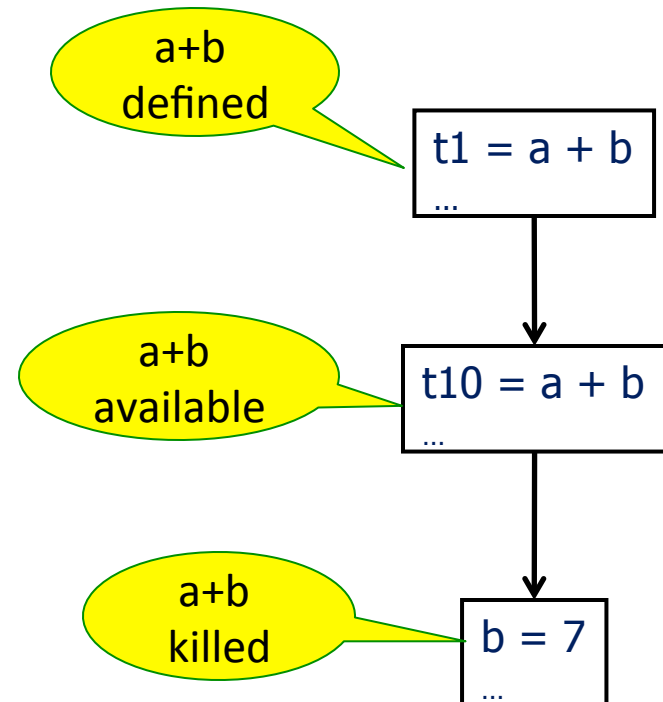 a+b
defined
t1 = a + b
...
a+b
available
t10 = a + b
...
a+b
killed
b = 7
...